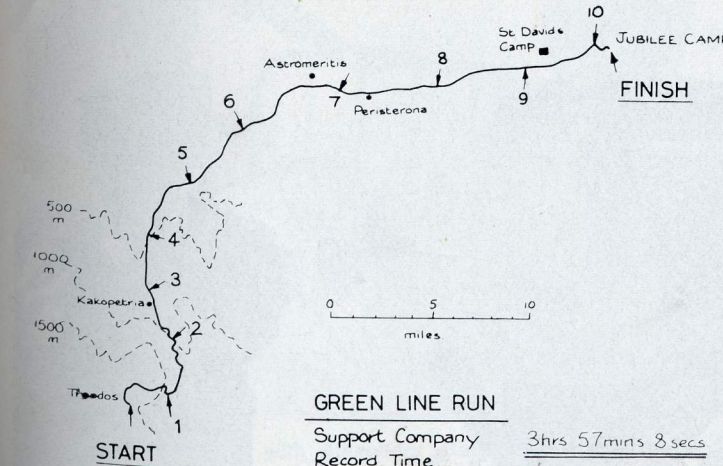 10
St Davids
Camp
JUBILEE CAM
FINISH
Astromeritis
8
7
9
Peristerona
6
5
500
m
4
1000
m
3
Kakopetria
0 5 10
miles
1500
m
2
Troodos
1
START
GREEN LINE RUN
Support Company
Record Time
3hrs 57mins 8secs